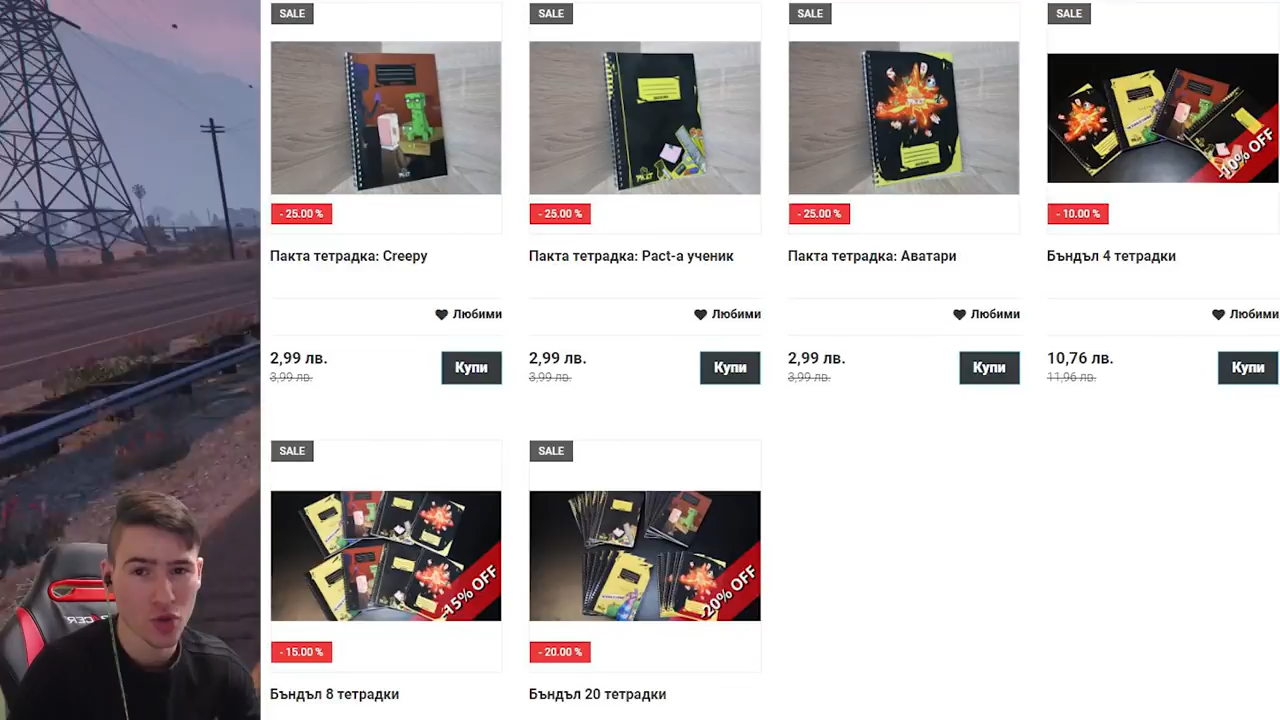 SALE
SALE
SALE
SALE
-10% OFF
- 25.00 %
- 25.00 %
- 25.00 %
- 10.00 %
Пакта тетрадка: Creepy
Пакта тетрадка: Pact-a ученик
Пакта тетрадка: Аватари
Бъндъл 4 тетрадки
Любими
Любими
Любими
Любими
2,99 лв.
3,99 лв.
Купи
2,99 лв.
3,99 лв.
Купи
2,99 лв.
3,99 лв.
Купи
10,76 лв.
11,96 лв.
Купи
SALE
SALE
-15% OFF
-20% OFF
- 15.00 %
- 20.00 %
Бъндъл 8 тетрадки
Бъндъл 20 тетрадки